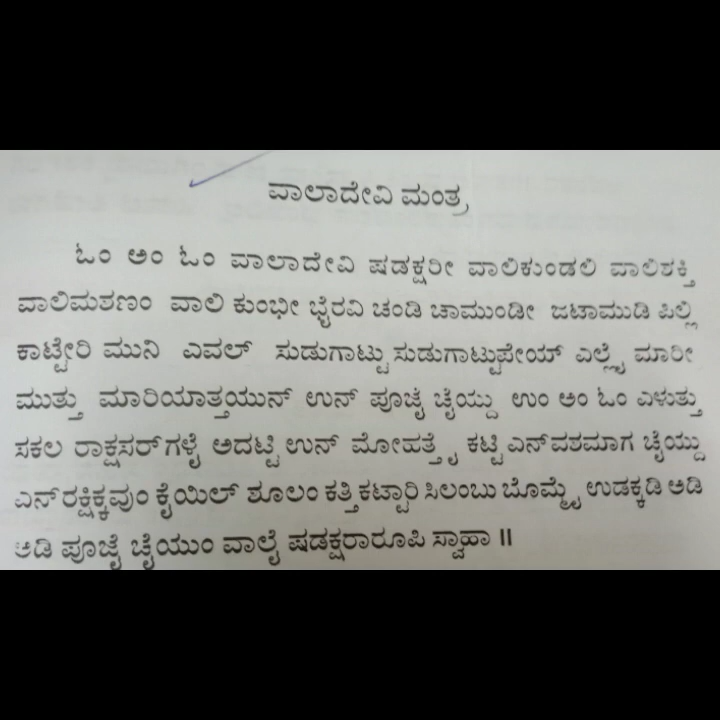 ವಾಲಾದೇವಿ ಮಂತ್ರ
ಓಂ ಅಂ ಓಂ ವಾಲಾದೇವಿ ಷಡಕ್ಷರೀ ವಾಲಿಕುಂಡಲಿ ವಾಲಿಶಕ್ತಿ
ವಾಲಿಮಶಣಂ ವಾಲಿ ಕುಂಭೀ ಭೈರವಿ ಚಂಡಿ ಚಾಮುಂಡೀ ಜಟಾಮುಡಿ ಪಿಲ್ಲಿ
ಕಾಟ್ಟೇರಿ ಮುನಿ ಎವಲ್ ಸುಡುಗಾಟ್ಟು ಸುಡುಗಾಟ್ಟುಪೇಯ್ ಎಲ್ಲೈ ಮಾರೀ
ಮುತ್ತು ಮಾರಿಯಾತ್ತಯುನ್ ಉನ್ ಪೂಜೈ ಚೈಯ್ದು ಉಂ ಅಂ ಓಂ ಎಳುತ್ತು
ಸಕಲ ರಾಕ್ಷಸರ್‌ಗಳೈ ಅದಟ್ಟಿ ಉನ್ ಮೋಹತ್ತೈ ಕಟ್ಟಿ ಎನ್‌ವಶಮಾಗ ಚೈಯ್ದು
ಎನ್‌ರಕ್ಷಿಕ್ಕವುಂ ಕೈಯಿಲ್ ಶೂಲಂ ಕತ್ತಿ ಕಟ್ಟಾರಿ ಸಿಲಂಬು ಬೊಮ್ಮೈ ಉಡಕ್ಕಡಿ ಅಡಿ
ಅಡಿ ಪೂಜೈ ಚೈಯುಂ ವಾಲೈ ಷಡಕ್ಷರಾರೂಪಿ ಸ್ವಾಹಾ ॥